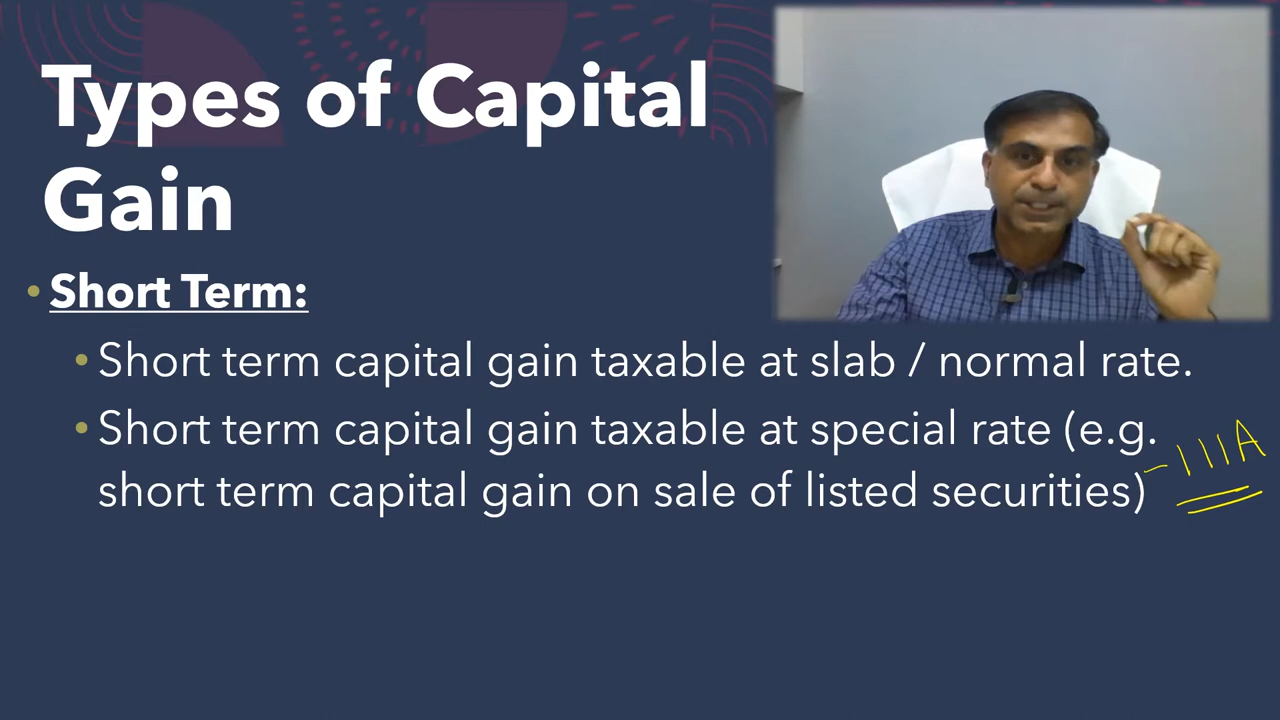 Types of Capital
Gain
• Short Term:
• Short term capital gain taxable at slab / normal rate.
• Short term capital gain taxable at special rate (e.g.
short term capital gain on sale of listed securities)
- 111A